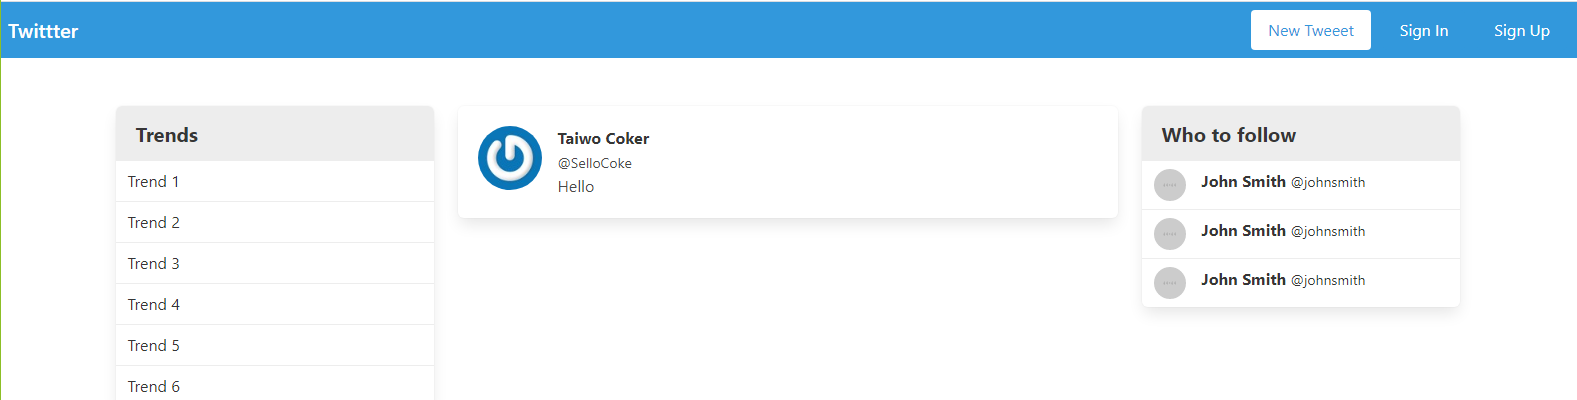 Twittter
New Tweeet
Sign In
Sign Up
Trends
Trend 1
Trend 2
Trend 3
Trend 4
Trend 5
Trend 6
Taiwo Coker
@SelloCoke
Hello
Who to follow
John Smith @johnsmith
John Smith @johnsmith
John Smith @johnsmith